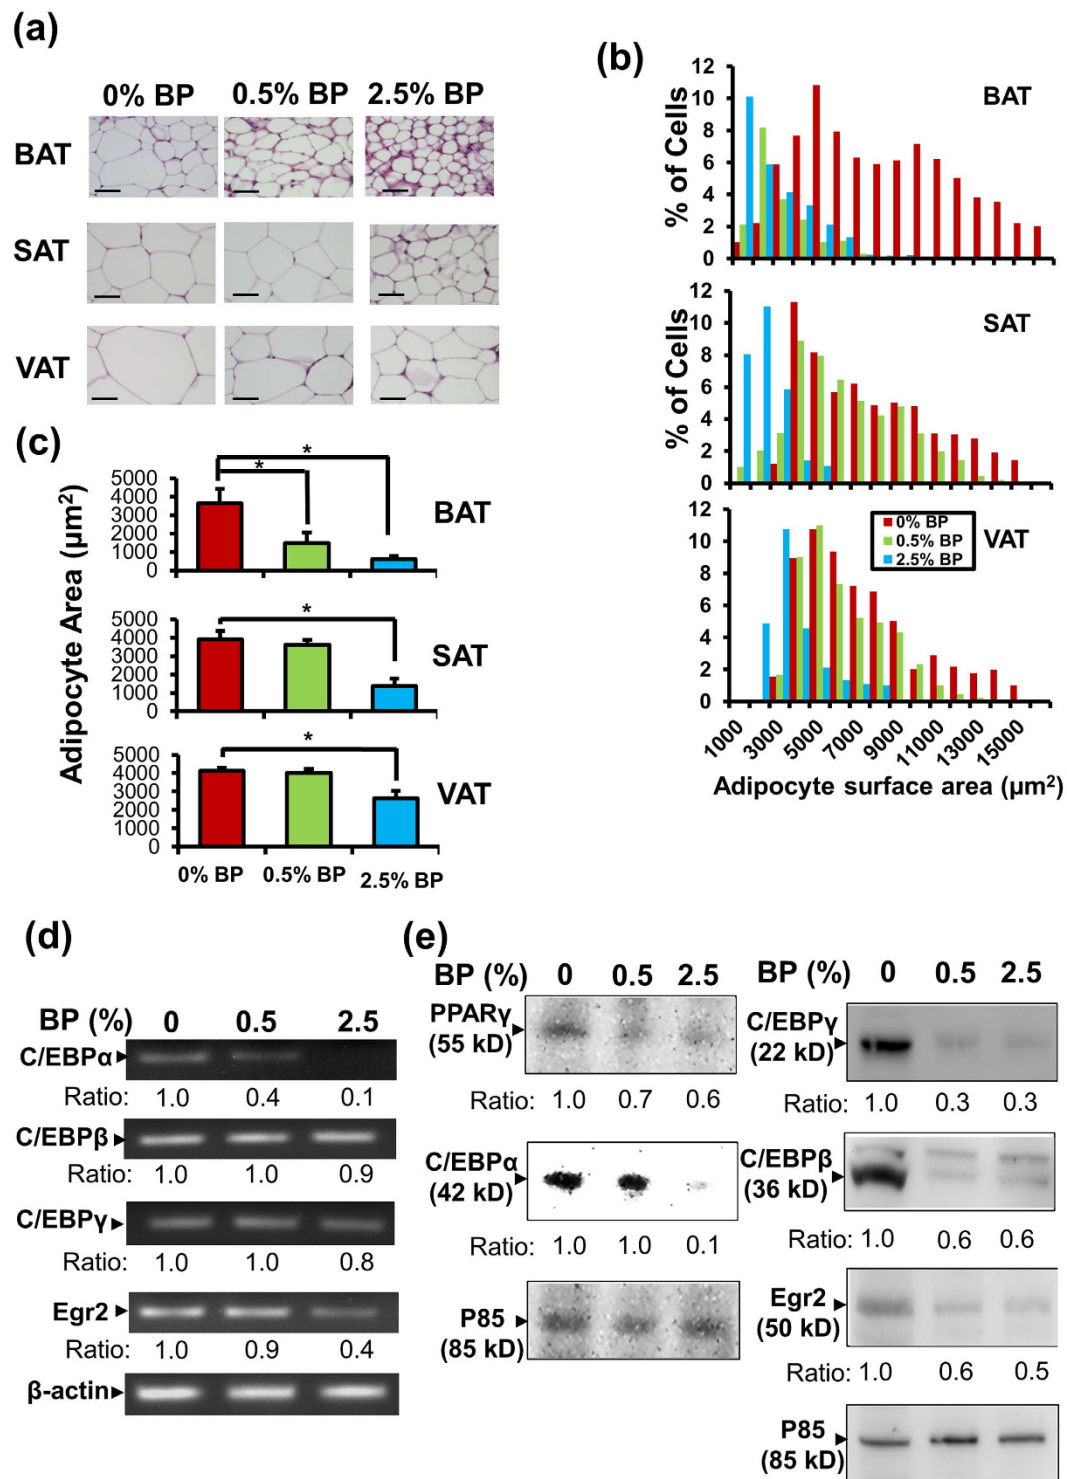 (a)
0% BP 0.5% BP 2.5% BP
BAT
SAT
VAT
(b)
% of Cells
12
10
8
6
4
2
0
BAT
% of Cells
12
10
8
6
4
2
0
SAT
12
10
8
6
4
2
0
VAT
0% BP
0.5% BP
2.5% BP
1000 3000 5000 7000 9000 11000 13000 15000
Adipocyte surface area (µm²)
(c)
Adipocyte Area (µm²)
5000
4000
3000
2000
1000
0
*
*
BAT
5000
4000
3000
2000
1000
0
*
SAT
5000
4000
3000
2000
1000
0
*
VAT
0% BP 0.5% BP 2.5% BP
(d)
BP (%) 0 0.5 2.5
C/EBPα
Ratio: 1.0 0.4 0.1
C/EBPβ
Ratio: 1.0 1.0 0.9
C/EBPγ
Ratio: 1.0 1.0 0.8
Egr2
Ratio: 1.0 0.9 0.4
β-actin
(e)
BP (%) 0 0.5 2.5
PPARγ
(55 kD)
Ratio: 1.0 0.7 0.6
C/EBPα
(42 kD)
Ratio: 1.0 1.0 0.1
P85
(85 kD)
BP (%) 0 0.5 2.5
C/EBPγ
(22 kD)
Ratio: 1.0 0.3 0.3
C/EBPβ
(36 kD)
Ratio: 1.0 0.6 0.6
Egr2
(50 kD)
Ratio: 1.0 0.6 0.5
P85
(85 kD)